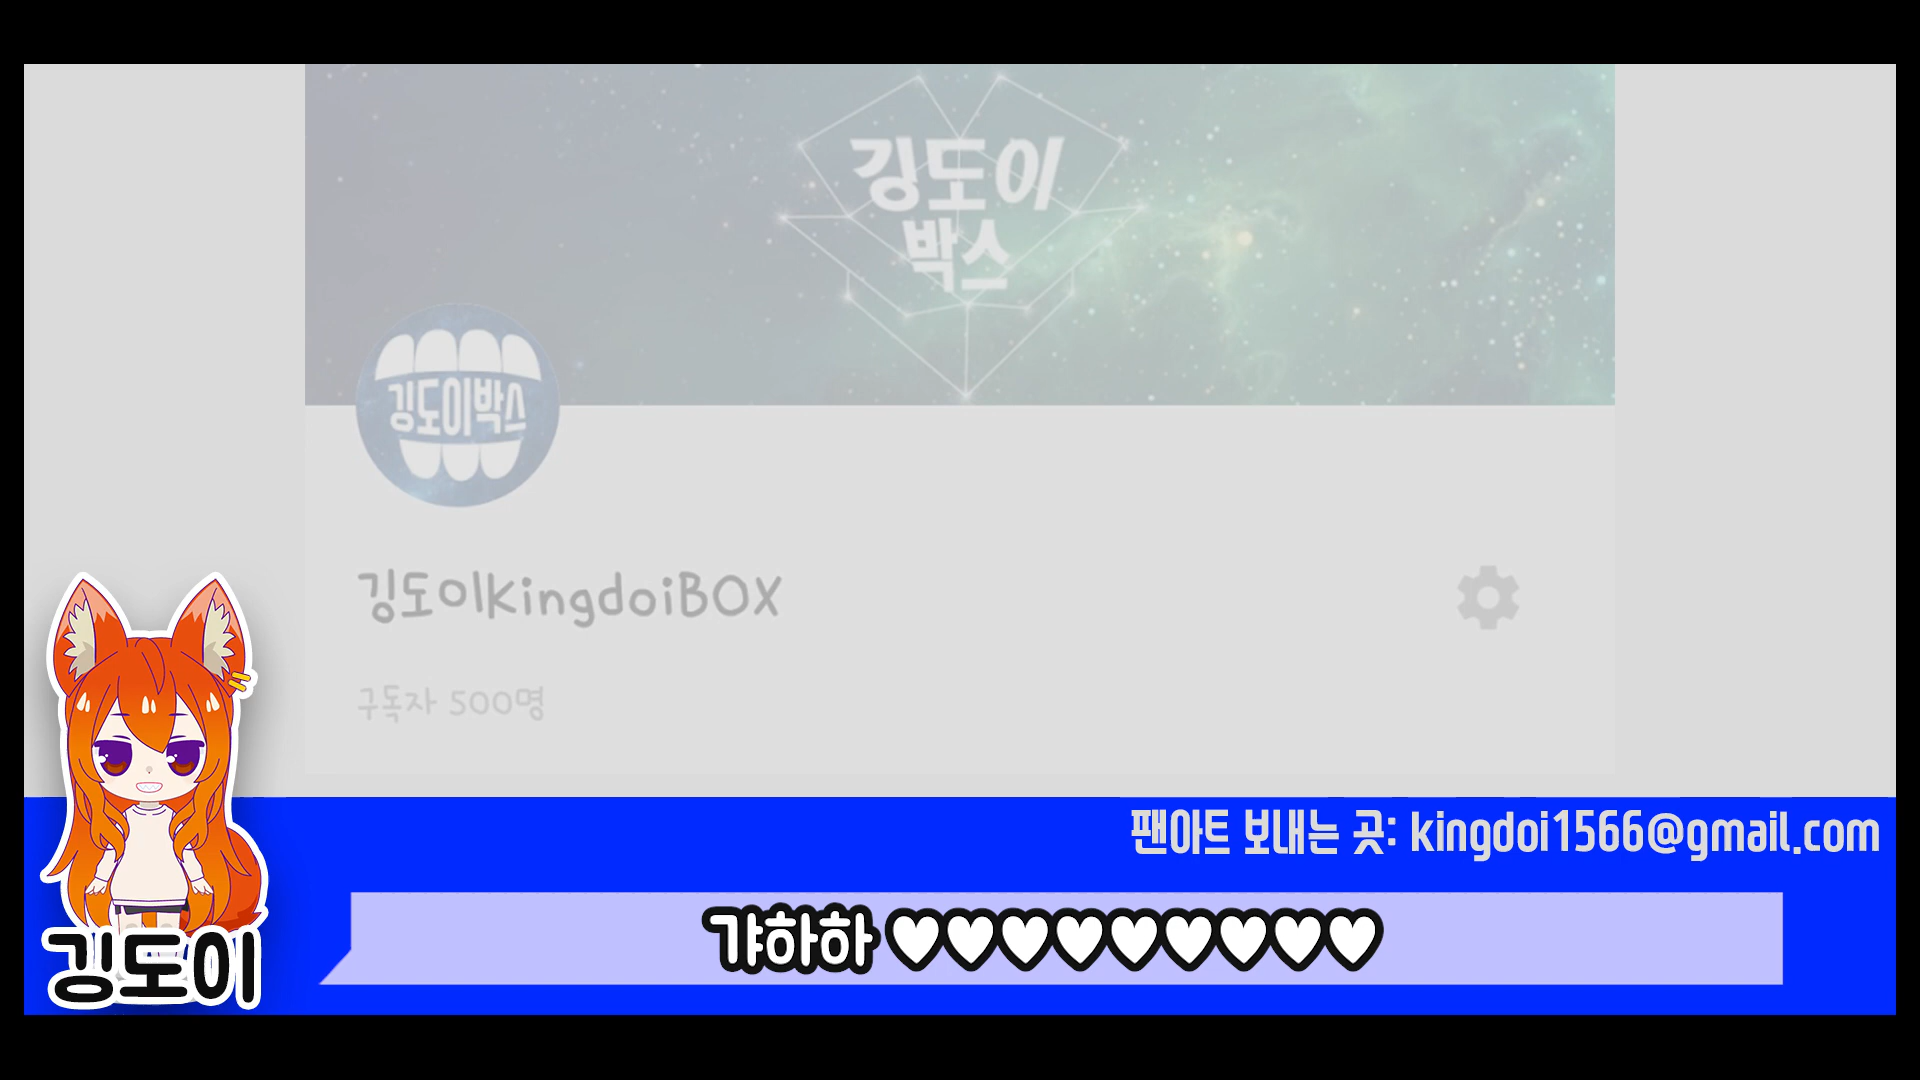 깅도이
박스
깅도이박스
깅도이kingdoiBOX
구독자 500명
팬아트 보내는 곳: kingdoi1566@gmail.com
갸하하 ♥♥♥♥♥♥♥♥♥
깅도이